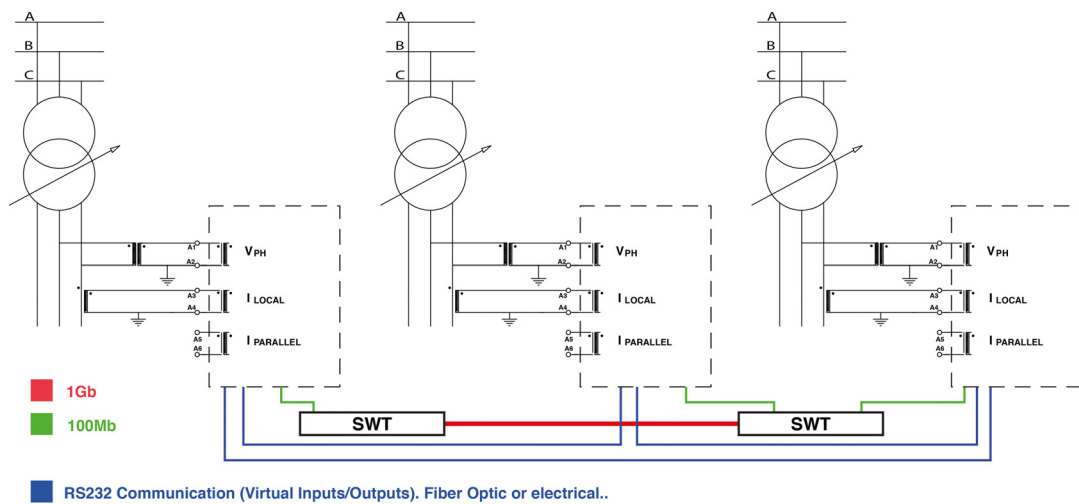 A
B
C
A
B
C
A
B
C
A1
A2
VPH
A3
A4
I LOCAL
A5
A6
I PARALLEL
A1
A2
VPH
A3
A4
I LOCAL
A5
A6
I PARALLEL
A1
A2
VPH
A3
A4
I LOCAL
A5
A6
I PARALLEL
1Gb
100Mb
SWT
SWT
RS232 Communication (Virtual Inputs/Outputs). Fiber Optic or electrical..